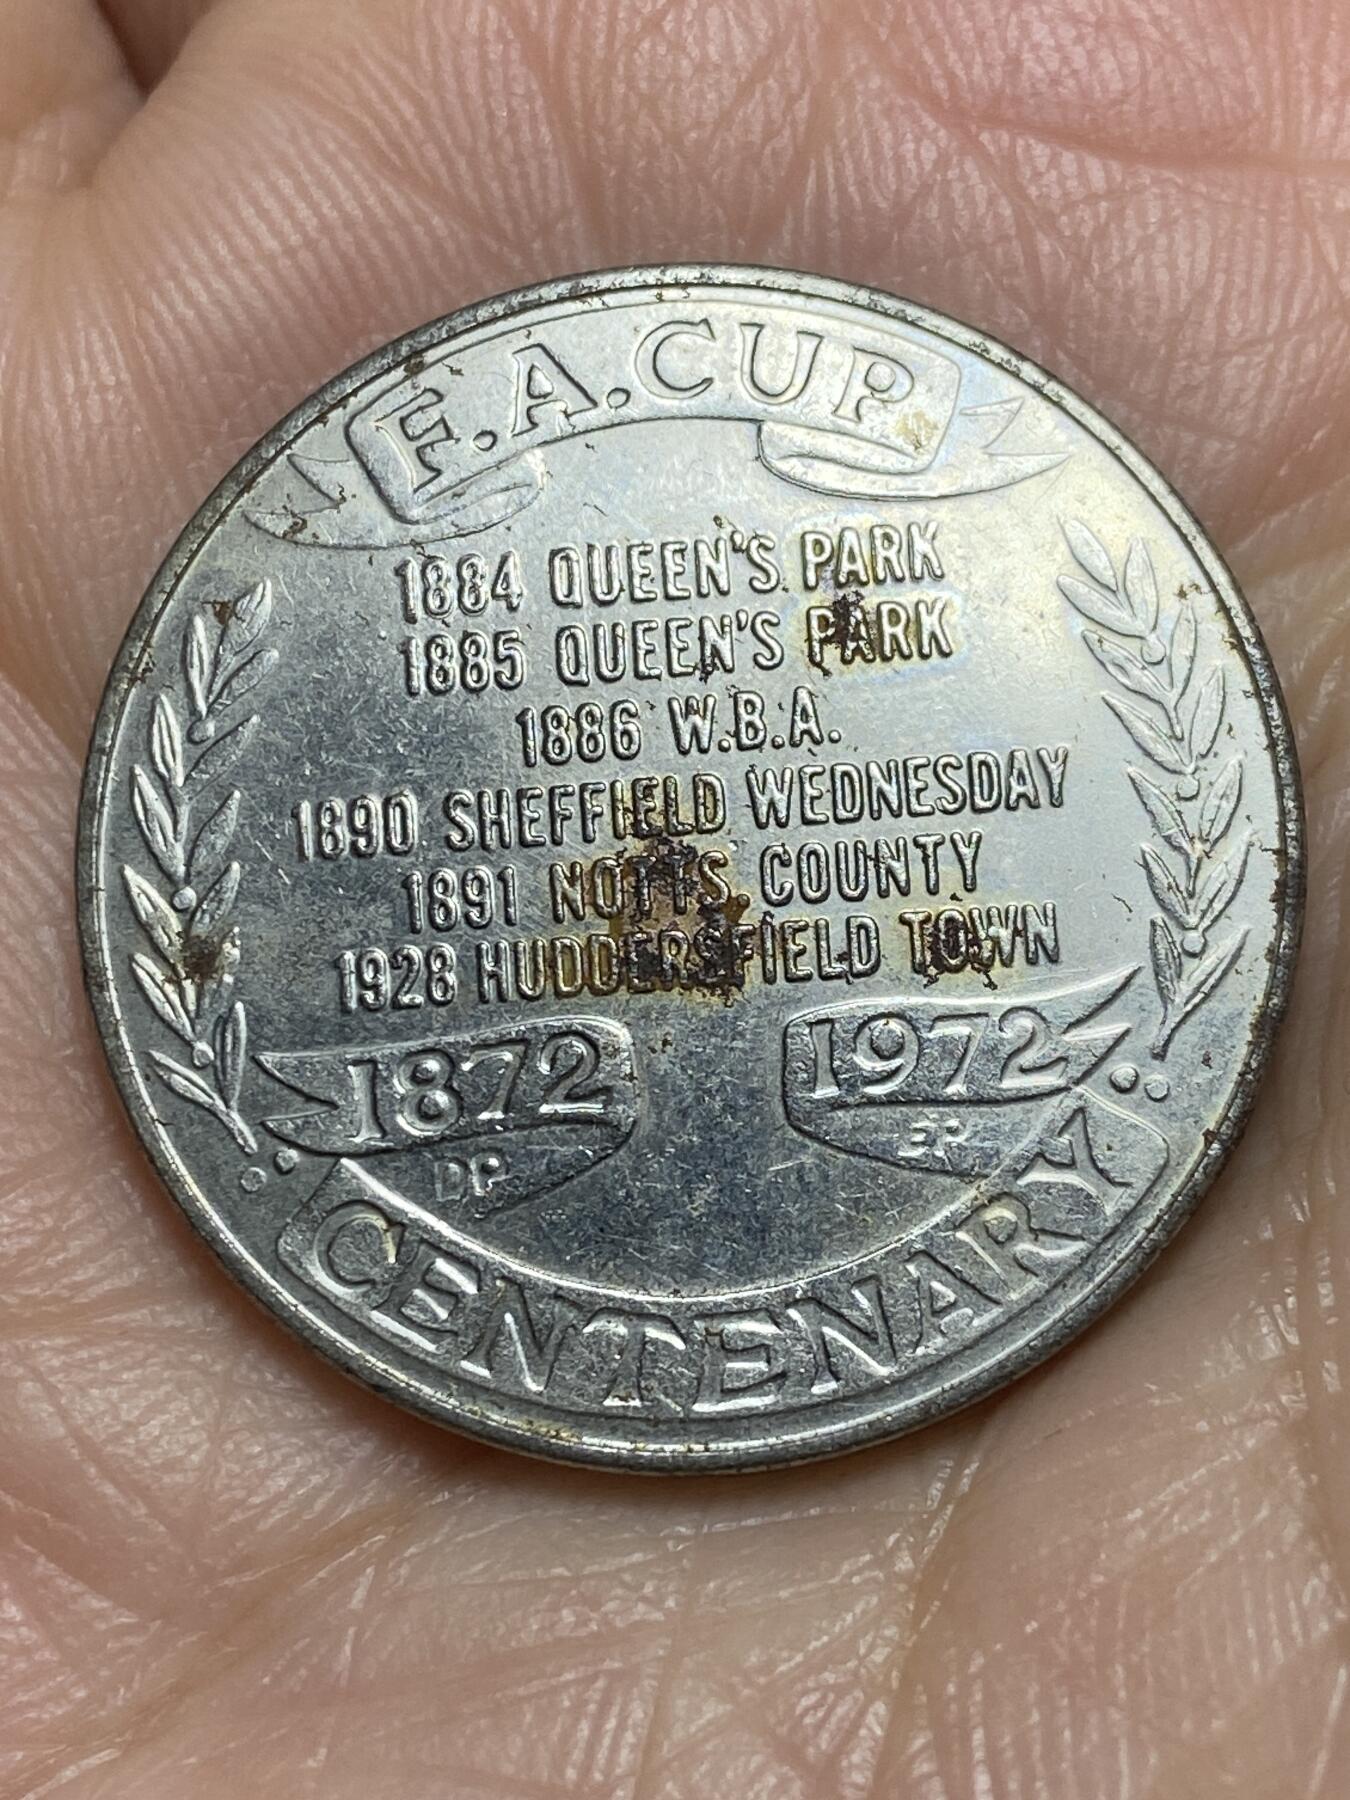 F.A.CUP
1884 QUEEN'S PARK
1885 QUEEN'S PARK
1886 W.B.A.
1890 SHEFFIELD WEDNESDAY
1891 NOTTS. COUNTY
1928 HUDDERSFIELD TOWN
1872 1972
DP
CENTENARY